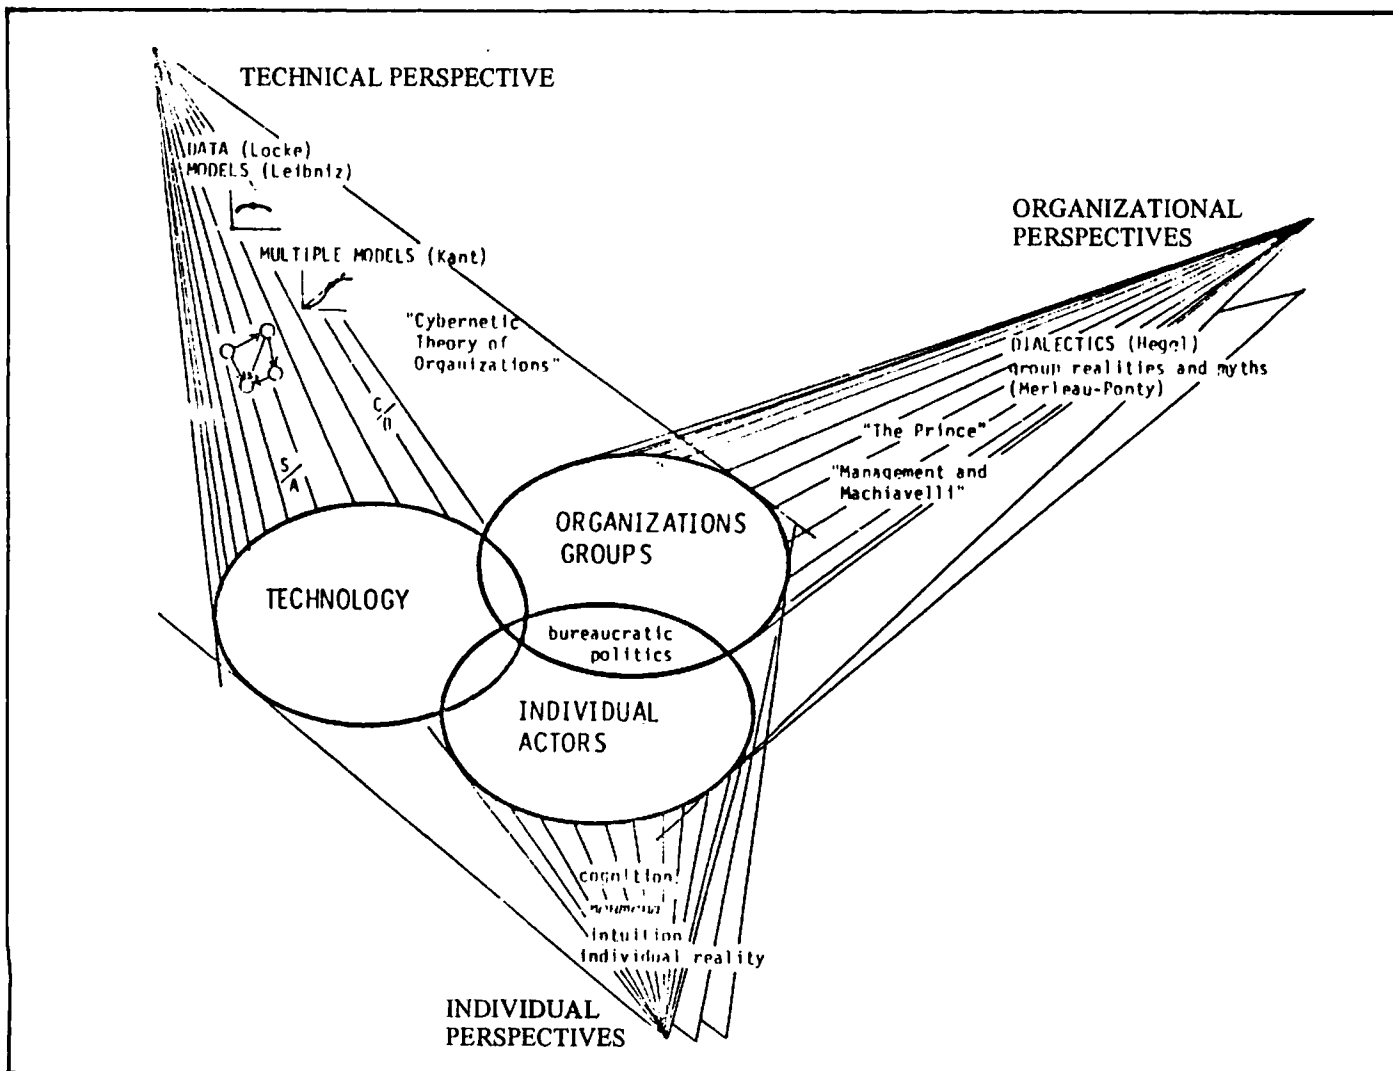 TECHNICAL PERSPECTIVE
DATA (Locke)
MODELS (Leibniz)
MULTIPLE MODELS (Kant)
"Cybernetic
Theory of
Organizations"
C/O
S/A
ORGANIZATIONAL
PERSPECTIVES
DIALECTICS (Hegel)
group realities and myths
(Merleau-Ponty)
"The Prince"
"Management and
Machiavelli"
ORGANIZATIONS
GROUPS
TECHNOLOGY
bureaucratic
politics
INDIVIDUAL
ACTORS
cognition
intuition
individual reality
INDIVIDUAL
PERSPECTIVES